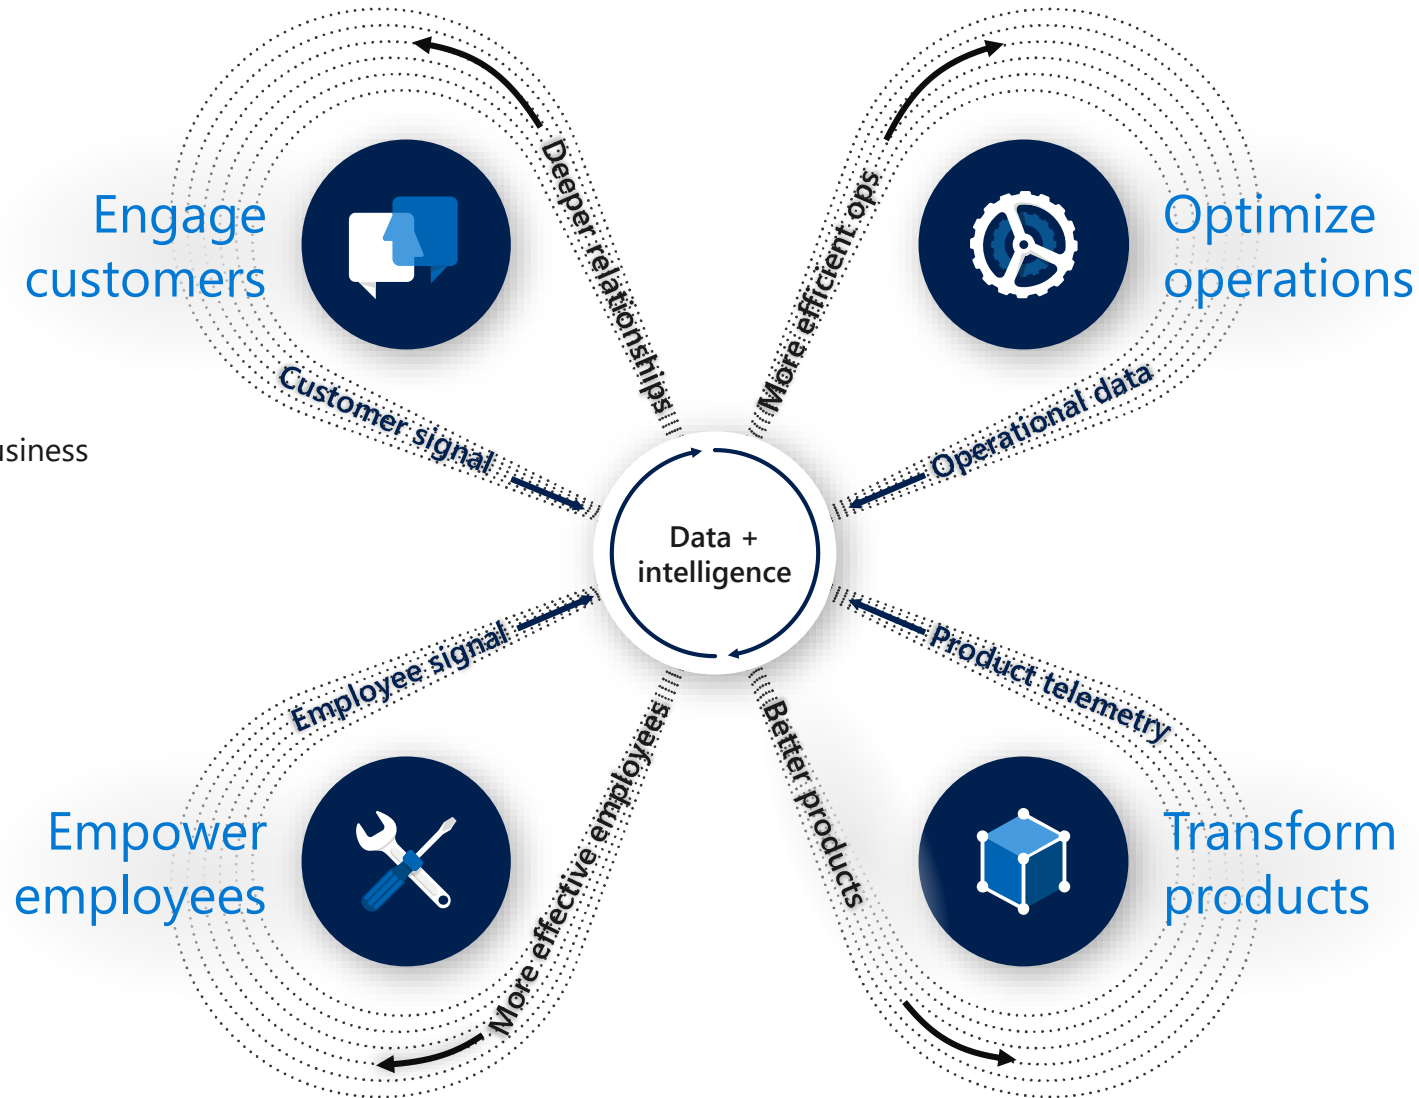 Engage
customers
Deeper relationships
Customer signal
Optimize
operations
More efficient ops
Operational data
Data +
intelligence
Employee signal
Empower
employees
More effective employees
Product telemetry
Better products
Transform
products